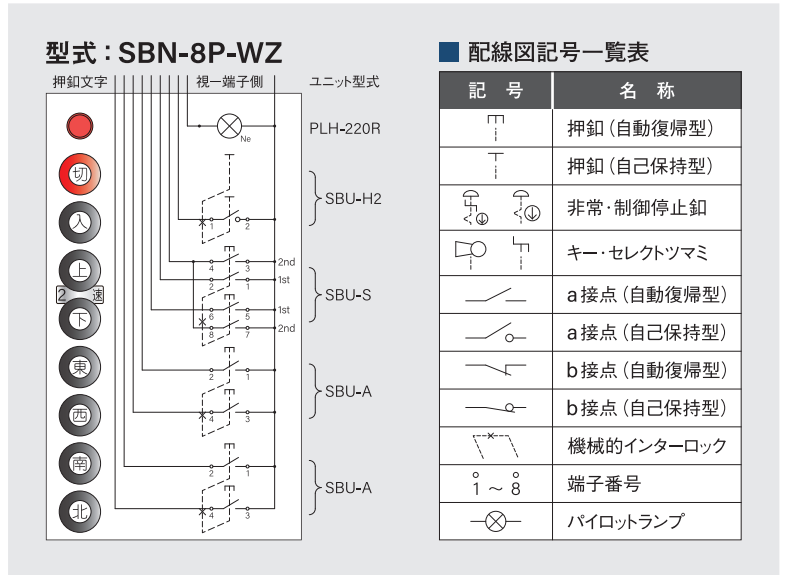 型式：SBN-8P-WZ
押釦文字 視一端子側 ユニット型式
Ne
PLH-220R
切
1 2
SBU-H2
入
上
4 3 2nd
2 1 1st
2 速
SBU-S
6 5 1st
8 7 2nd
下
東
2 1
SBU-A
西
4 3
南
2 1
SBU-A
北
4 3
配線図記号一覧表
記 号 名 称
押釦（自動復帰型）
押釦（自己保持型）
非常・制御停止釦
キー・セレクトツマミ
a接点（自動復帰型）
a接点（自己保持型）
b接点（自動復帰型）
b接点（自己保持型）
機械的インターロック
1 ～ 8 端子番号
パイロットランプ